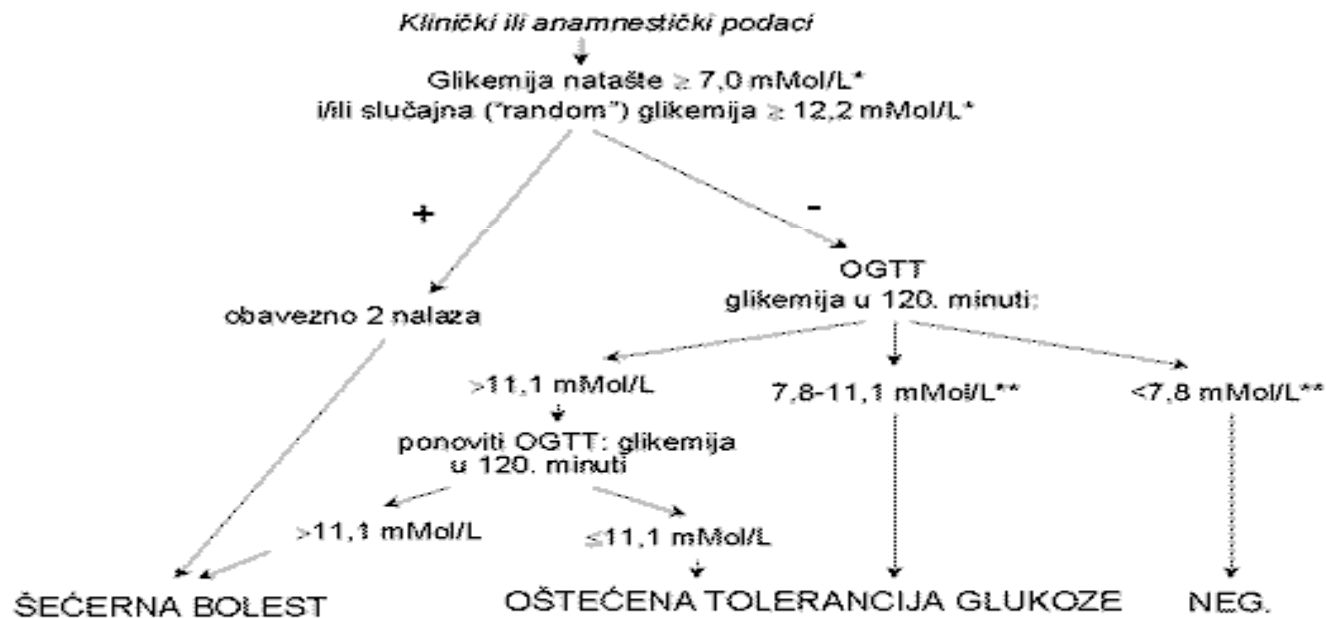 Klinički ili anamnestički podaci
Glikemija natašte ≥ 7,0 mMol/L*
i/ili slučajna ("random") glikemija ≥ 12,2 mMol/L*
+
-
OGTT
glikemija u 120. minuti:
obavezno 2 nalaza
>11,1 mMol/L
7,8-11,1 mMol/L**
<7,8 mMol/L**
ponoviti OGTT: glikemija
u 120. minuti
>11,1 mMol/L
≤11,1 mMol/L
ŠEĆERNA BOLEST
OŠTEĆENA TOLERANCIJA GLUKOZE
NEG.